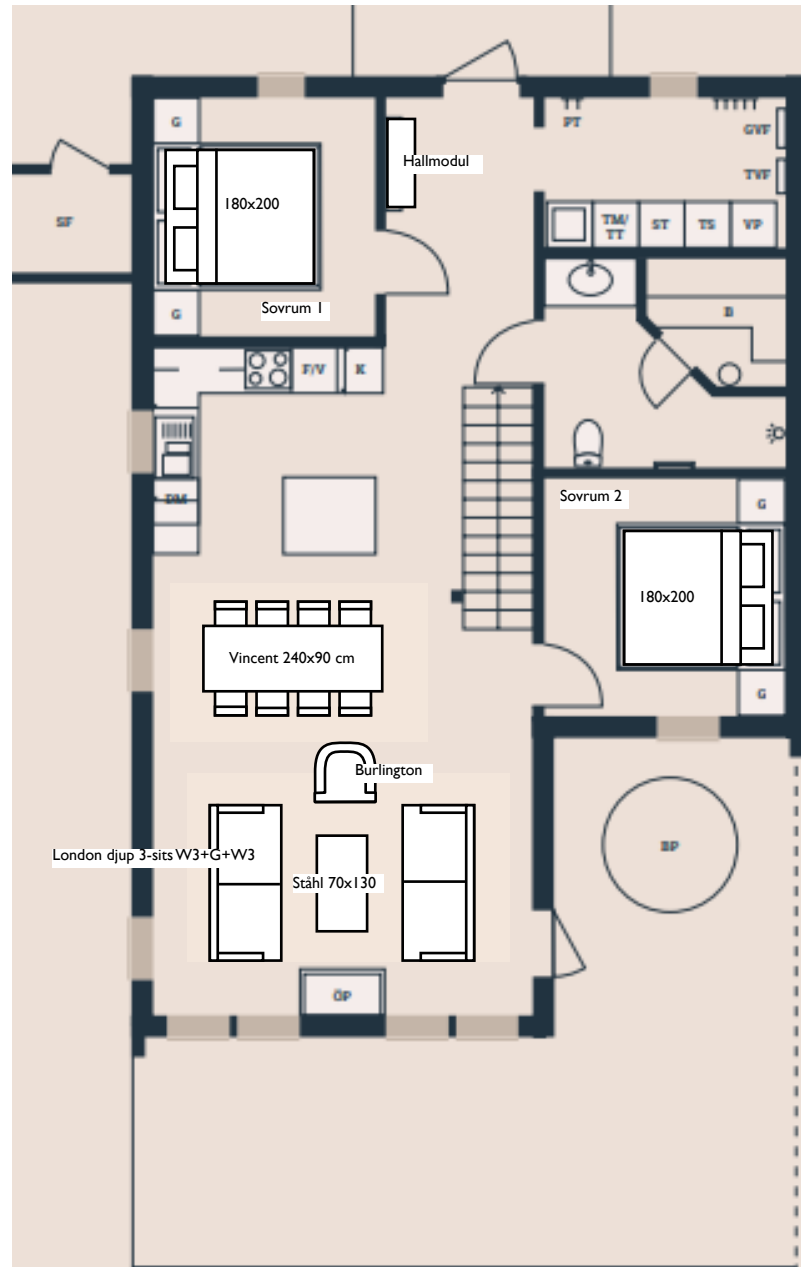 G
PT
GVF
Hallmodul
TVF
180x200
SF
TM/
TT
ST
TS
VP
G
Sovrum 1
B
F/V
K
DM
Sovrum 2
G
180x200
Vincent 240x90 cm
G
Burlington
BP
London djup 3-sits W3+G+W3
Ståhl 70x130
ÖP